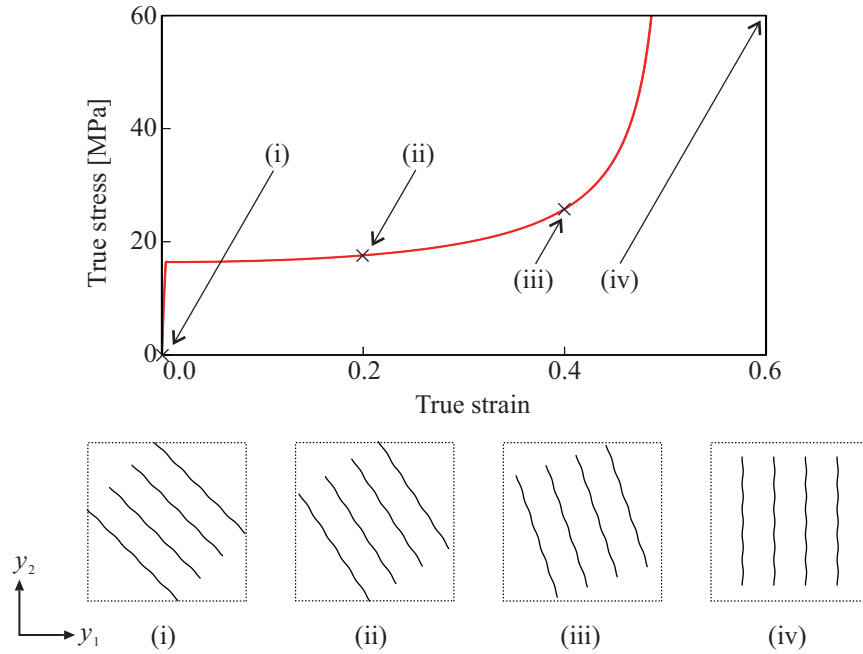 60
40
20
0
True stress [MPa]
(i)
(ii)
(iii)
(iv)
0.0
0.2
0.4
0.6
True strain
y₂
y₁
(i)
(ii)
(iii)
(iv)